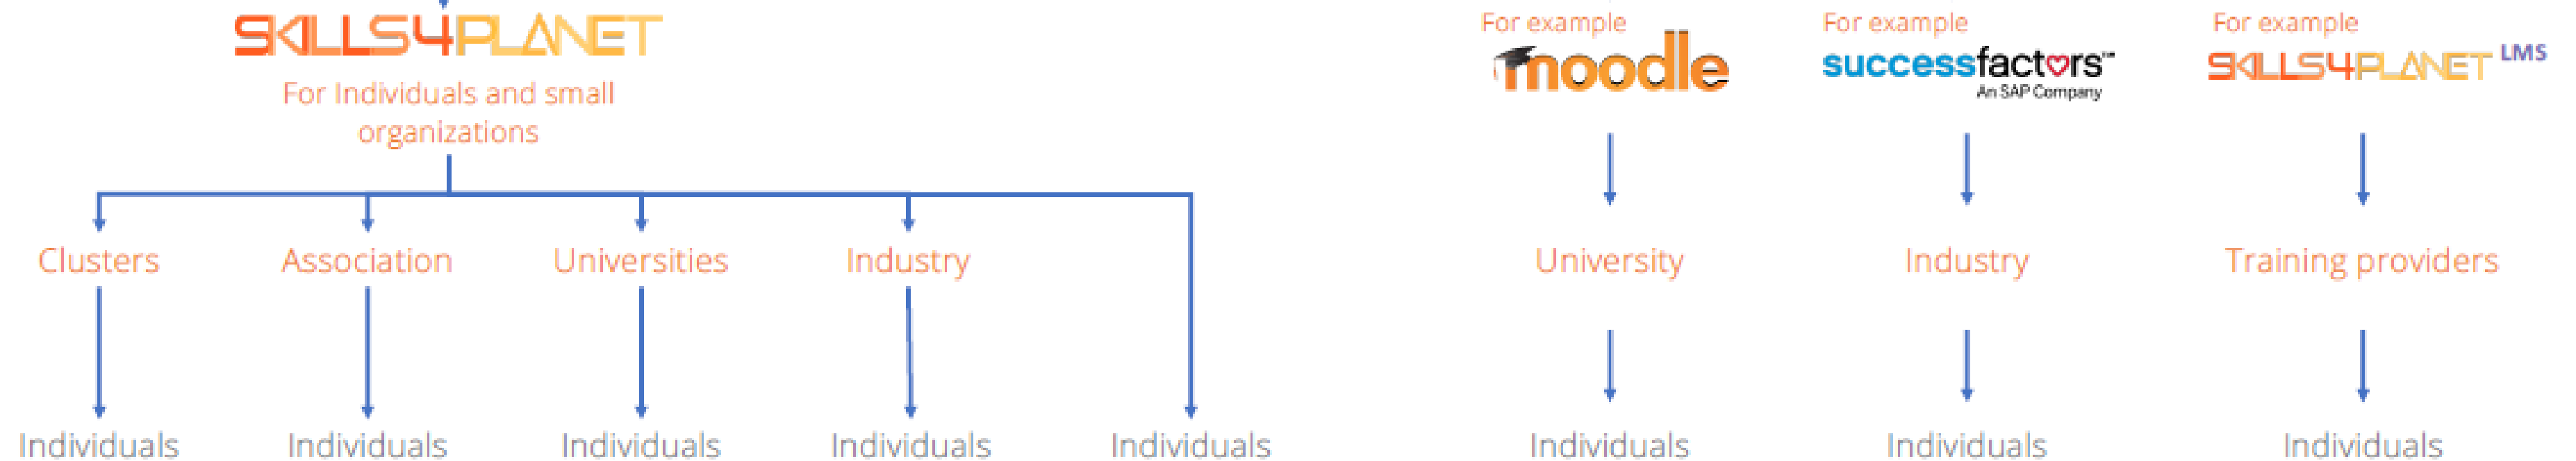 SKILLS4PLANET
For Individuals and small
organizations
For example
moodle
For example
successfactors™
An SAP Company
For example
SKILLS4PLANET LMS
Clusters Association Universities Industry University Industry Training providers
Individuals Individuals Individuals Individuals Individuals Individuals Individuals Individuals